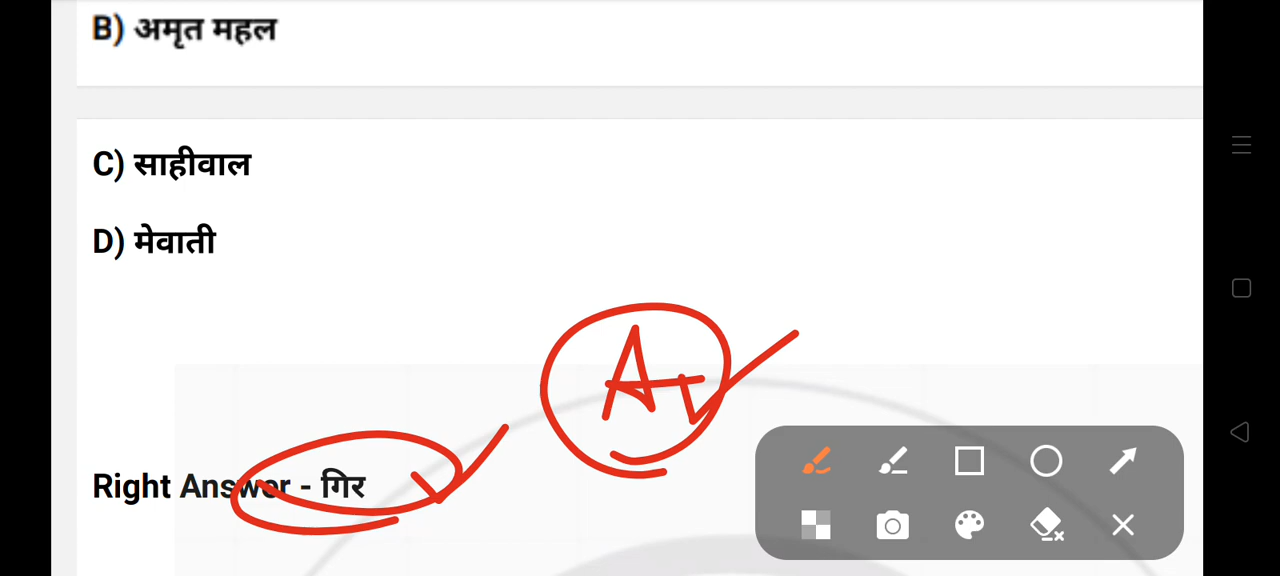 B) अमृत महल
C) साहीवाल
D) मेवाती
A
Right Answer - गिर